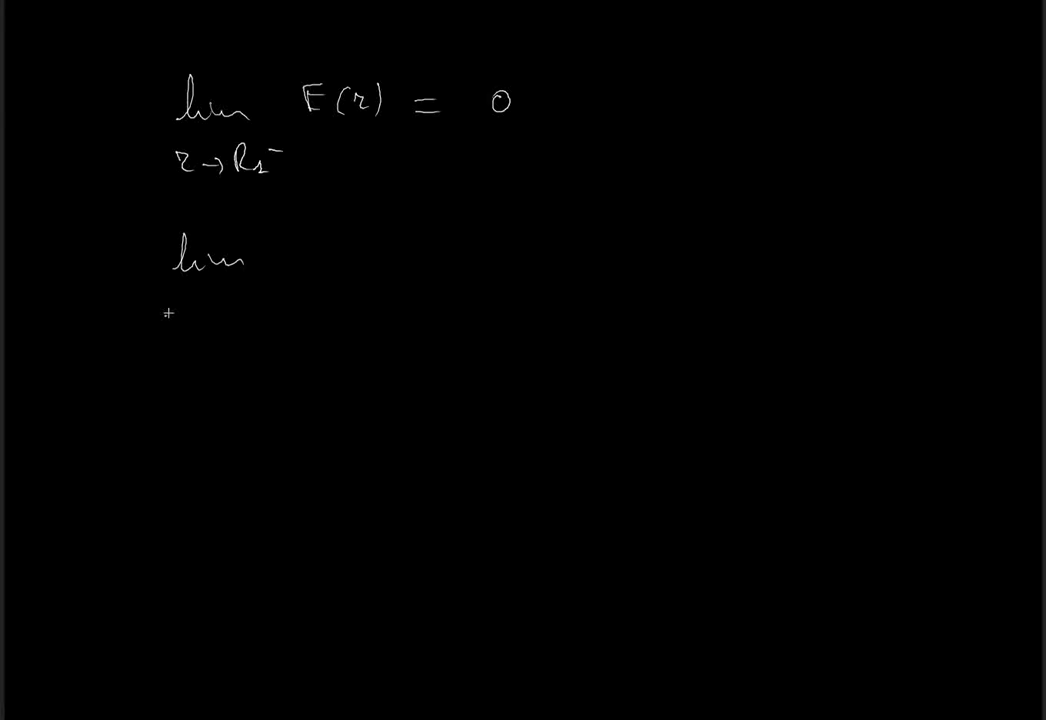 lim E(r) = 0
r→R₁⁻
lim